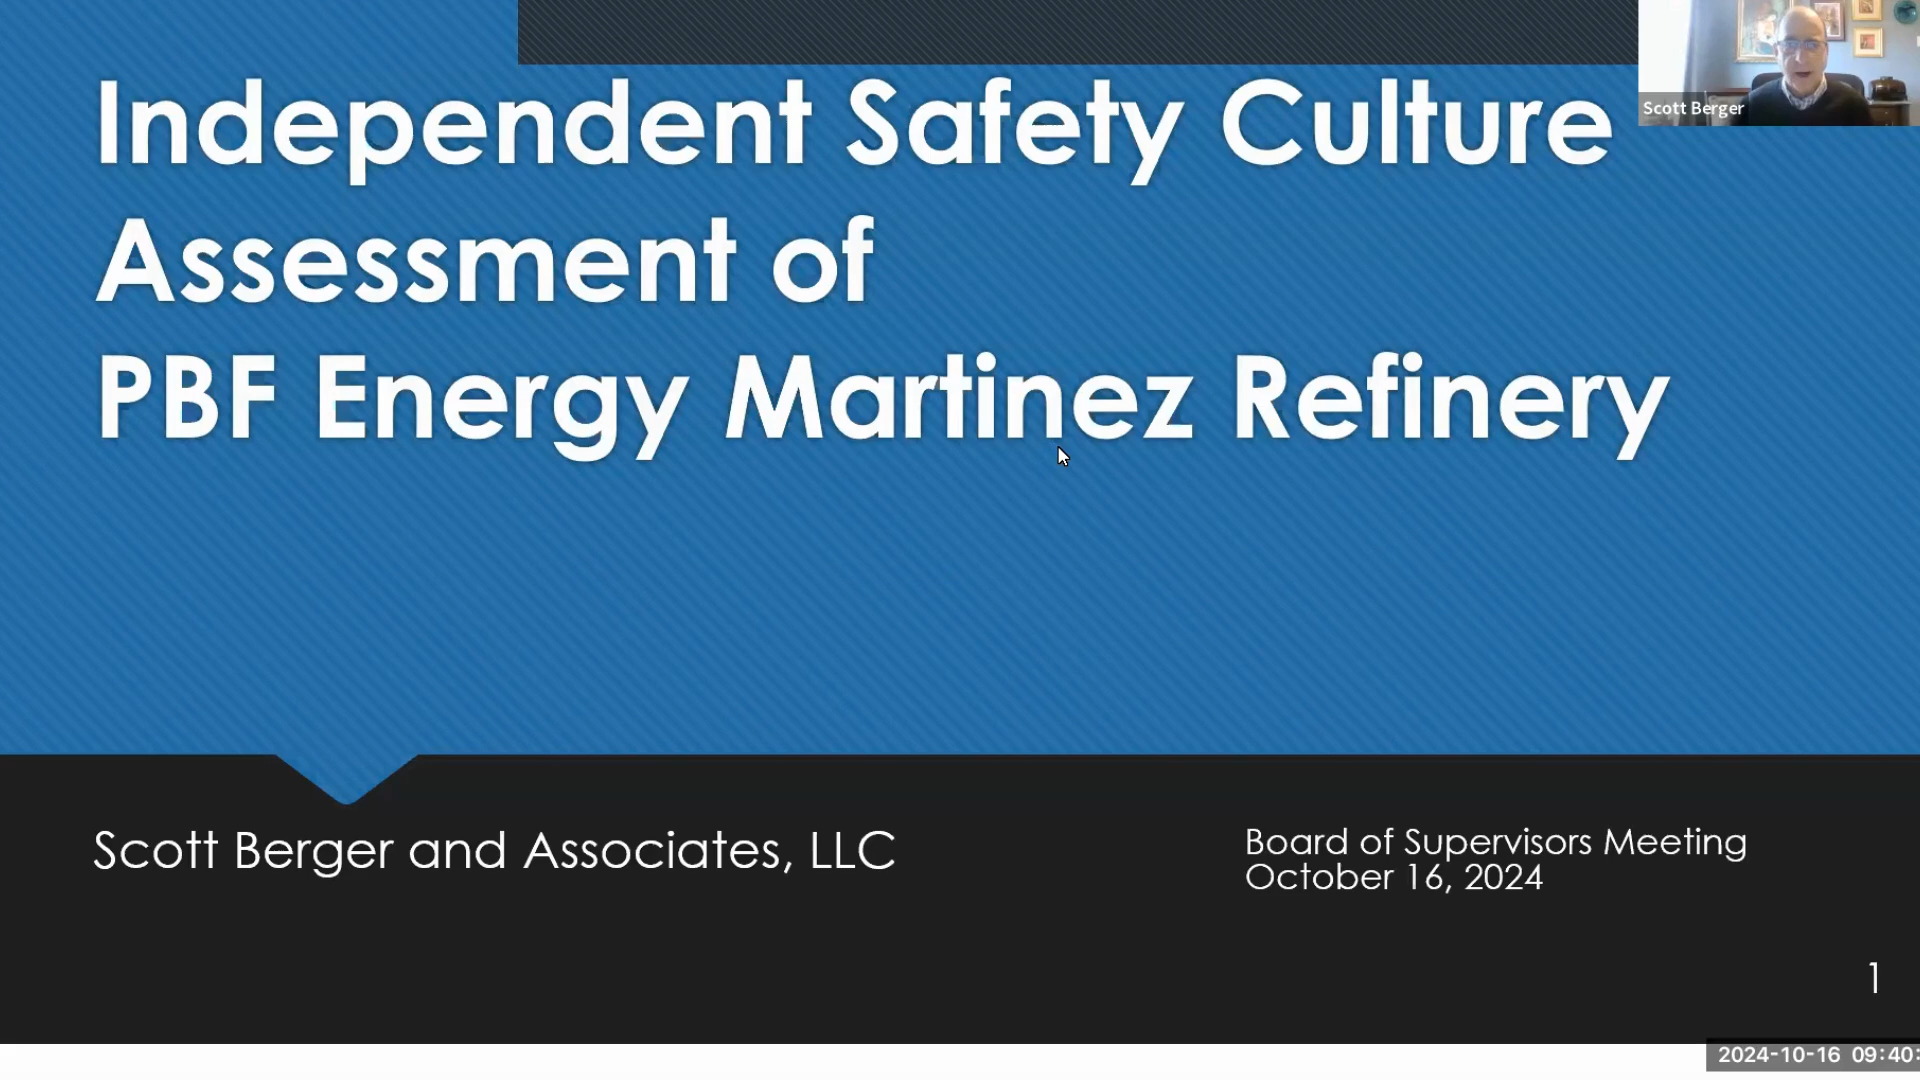 Independent Safety Culture
Assessment of
PBF Energy Martinez Refinery
Scott Berger
Scott Berger and Associates, LLC
Board of Supervisors Meeting
October 16, 2024
1
2024-10-16 09:40: